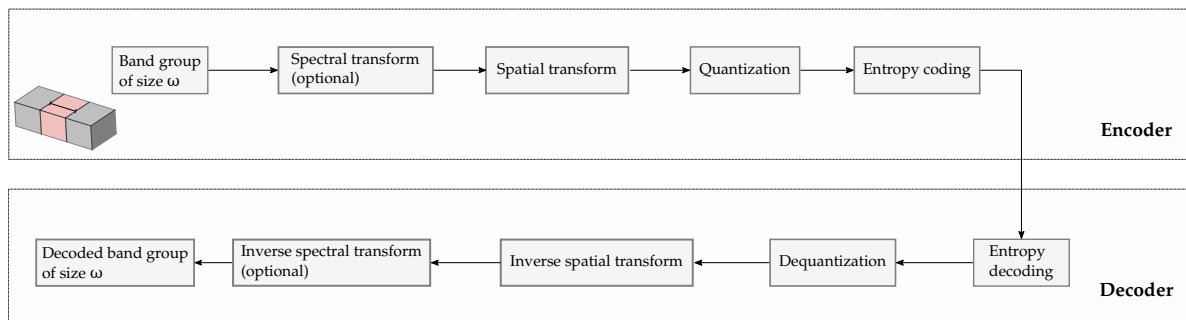 Band group
of size ω
Spectral transform
(optional)
Spatial transform
Quantization
Entropy coding
Encoder
Decoded band group
of size ω
Inverse spectral transform
(optional)
Inverse spatial transform
Dequantization
Entropy
decoding
Decoder